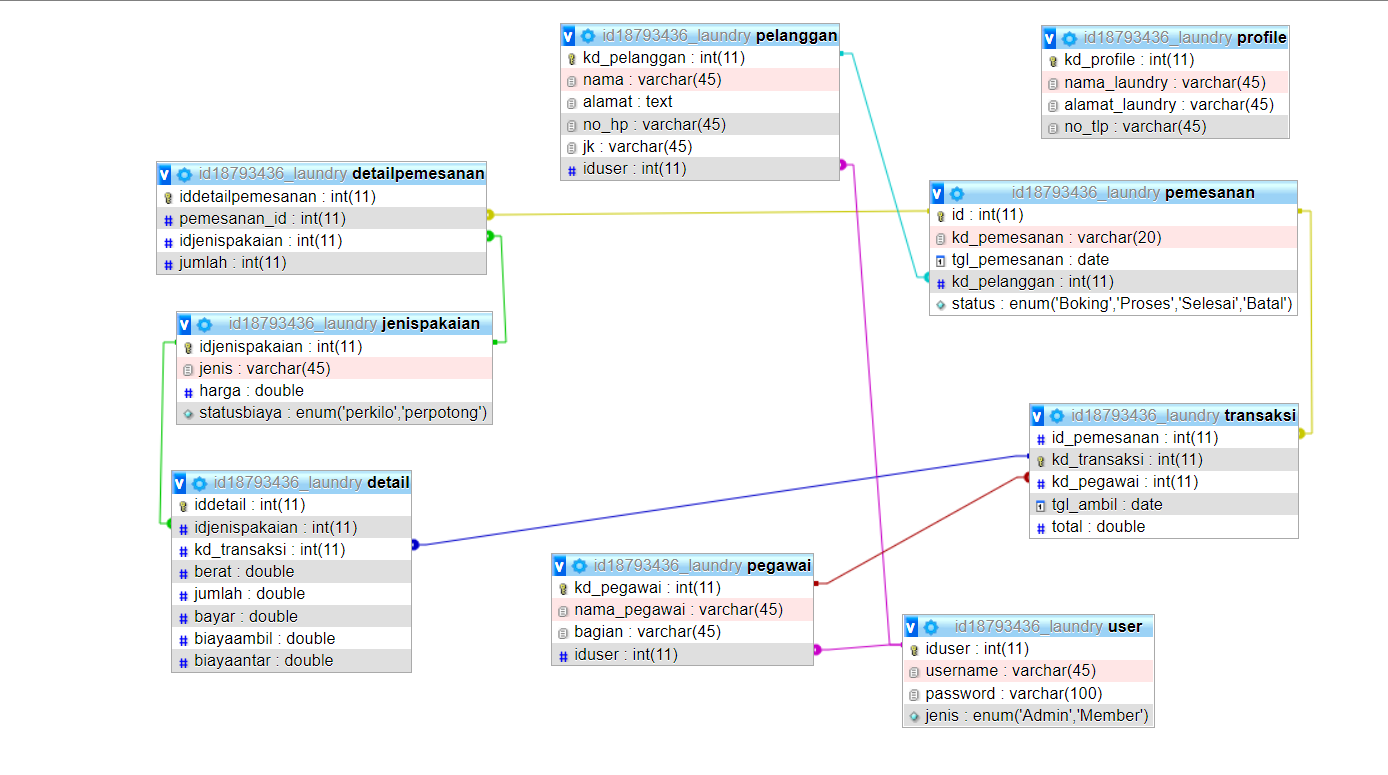 id18793436_laundry pelanggan
kd_pelanggan : int(11)
nama : varchar(45)
alamat : text
no_hp : varchar(45)
jk : varchar(45)
iduser : int(11)
id18793436_laundry profile
kd_profile : int(11)
nama_laundry : varchar(45)
alamat_laundry : varchar(45)
no_tlp : varchar(45)
id18793436_laundry detailpemesanan
iddetailpemesanan : int(11)
pemesanan_id : int(11)
idjenispakaian : int(11)
jumlah : int(11)
id18793436_laundry pemesanan
id : int(11)
kd_pemesanan : varchar(20)
tgl_pemesanan : date
kd_pelanggan : int(11)
status : enum('Boking','Proses','Selesai','Batal')
id18793436_laundry jenispakaian
idjenispakaian : int(11)
jenis : varchar(45)
harga : double
statusbiaya : enum('perkilo','perpotong')
id18793436_laundry transaksi
id_pemesanan : int(11)
kd_transaksi : int(11)
kd_pegawai : int(11)
tgl_ambil : date
total : double
id18793436_laundry detail
iddetail : int(11)
idjenispakaian : int(11)
kd_transaksi : int(11)
berat : double
jumlah : double
bayar : double
biayaambil : double
biayaantar : double
id18793436_laundry pegawai
kd_pegawai : int(11)
nama_pegawai : varchar(45)
bagian : varchar(45)
iduser : int(11)
id18793436_laundry user
iduser : int(11)
username : varchar(45)
password : varchar(100)
jenis : enum('Admin','Member')